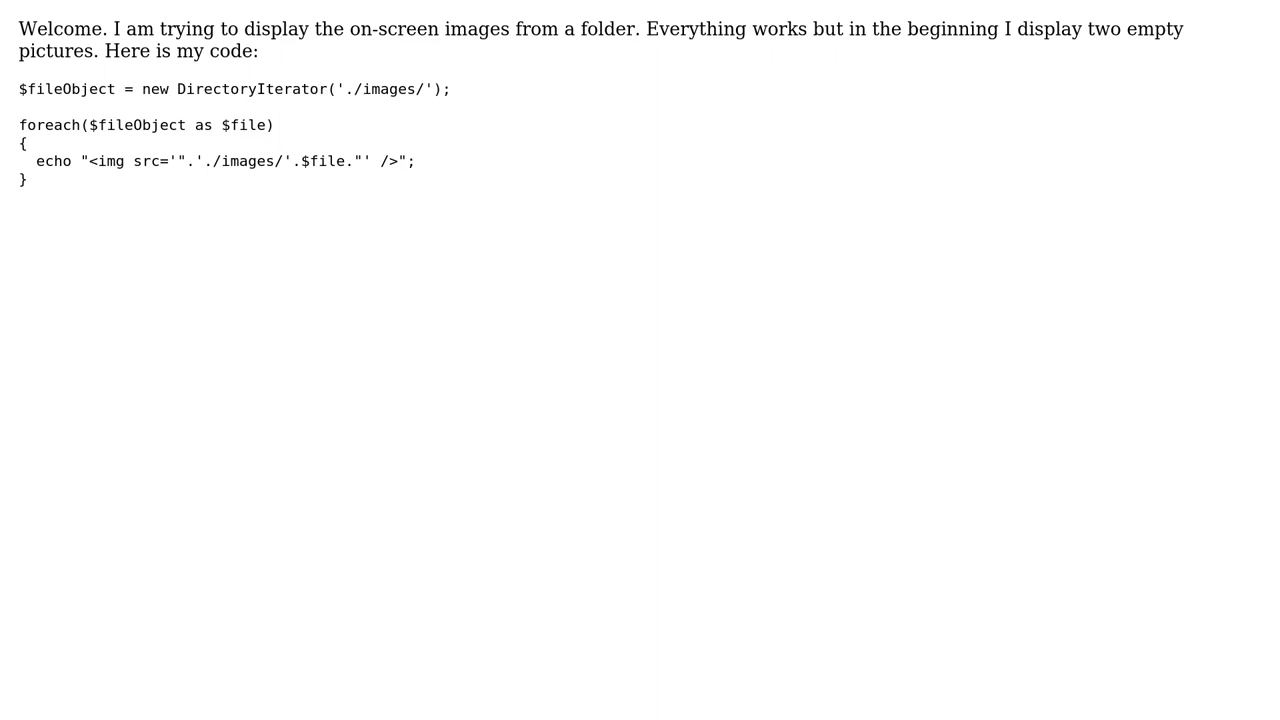 Welcome. I am trying to display the on-screen images from a folder. Everything works but in the beginning I display two empty
pictures. Here is my code:
$fileObject = new DirectoryIterator('./images/');
foreach($fileObject as $file)
{
  echo "<img src='".'./images/'.$file."' />";
}